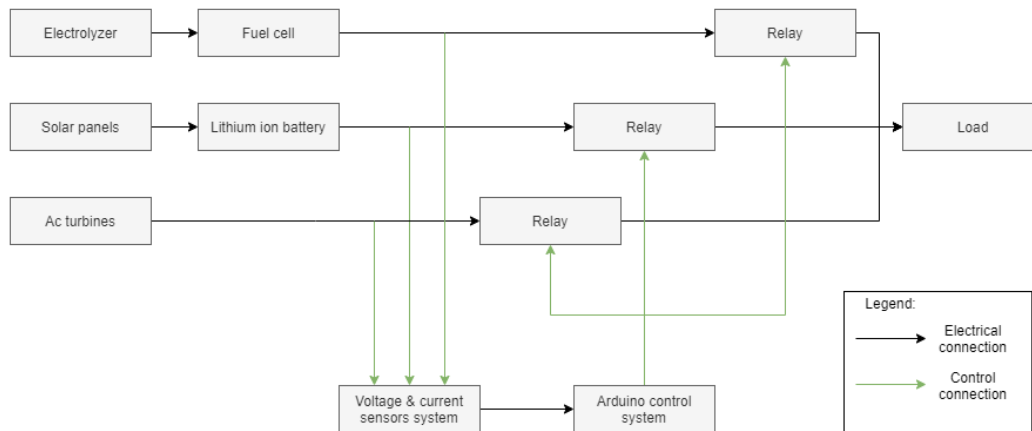 Electrolyzer
Fuel cell
Relay
Solar panels
Lithium ion battery
Relay
Load
Ac turbines
Relay
Legend:
Electrical
connection
Control
connection
Voltage & current
sensors system
Arduino control
system